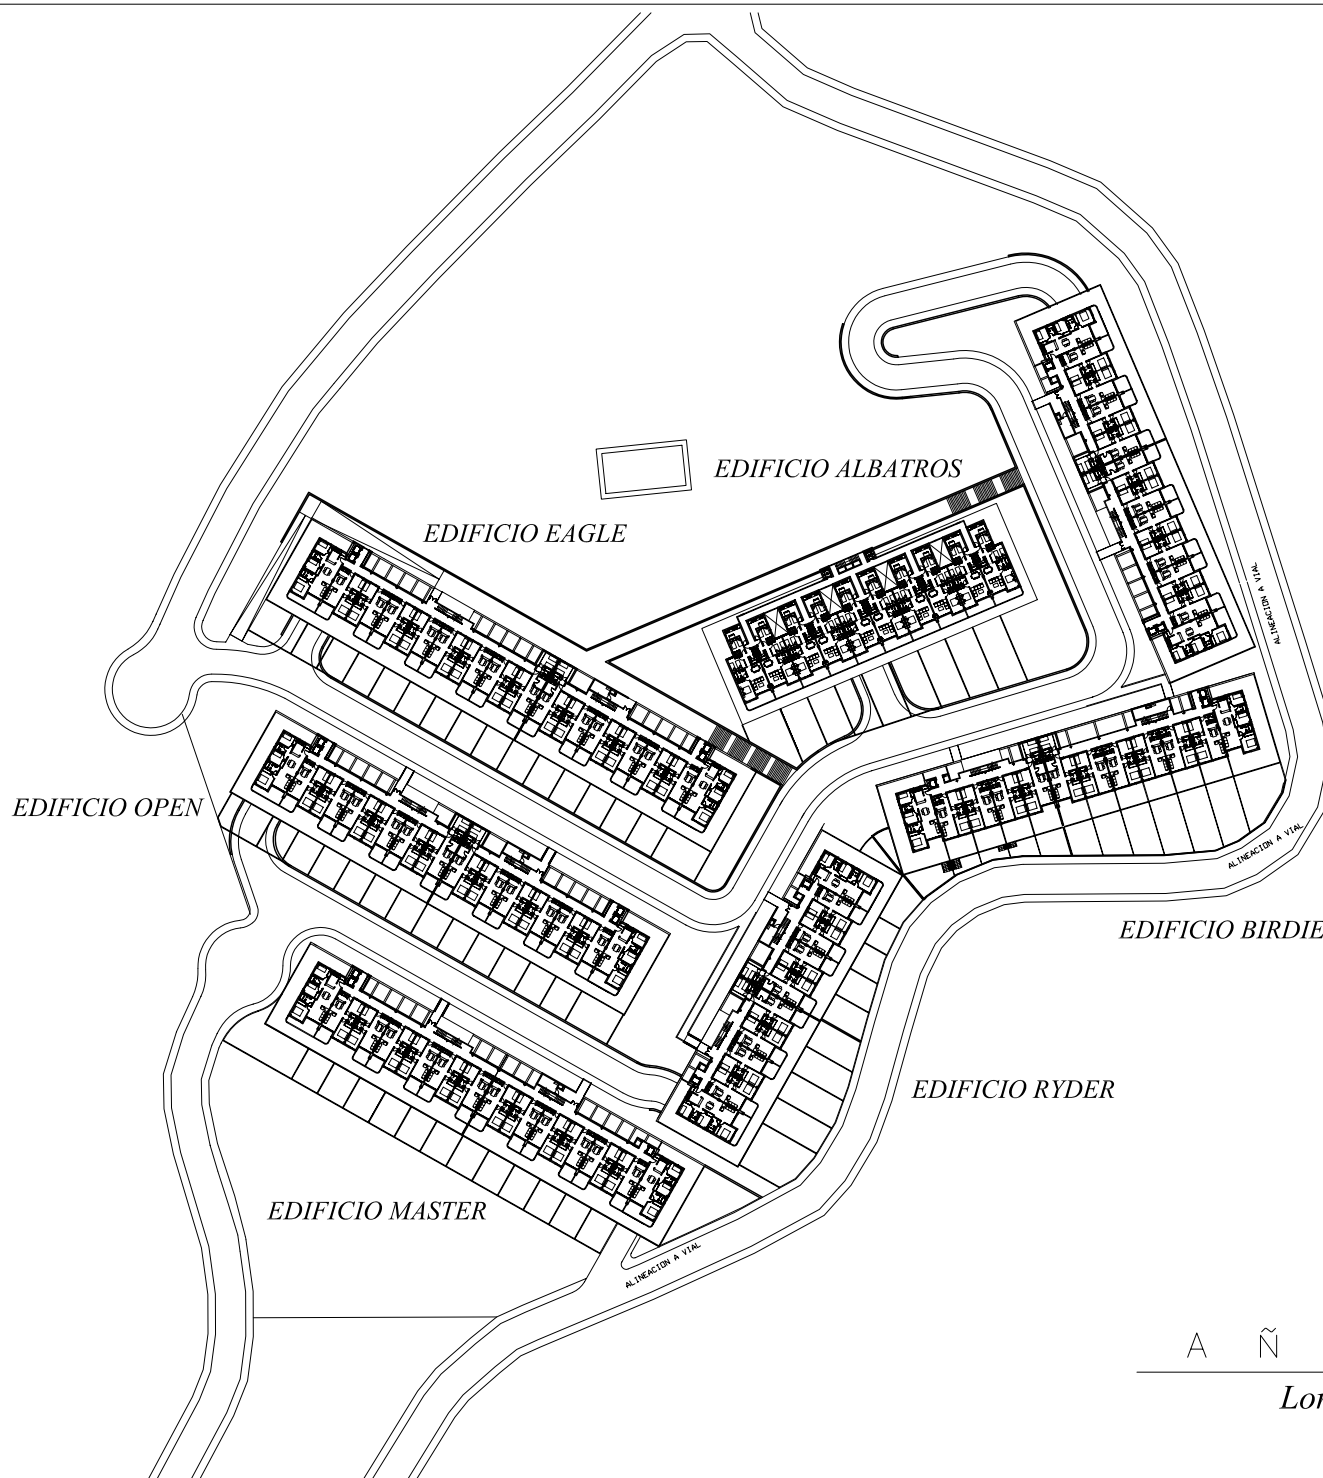 EDIFICIO ALBATROS
EDIFICIO EAGLE
ALINEACION A VIAL
EDIFICIO OPEN
ALINEACION A VIAL
EDIFICIO BIRDIE
EDIFICIO RYDER
EDIFICIO MASTER
ALINEACION A VIAL
A Ñ
Lor